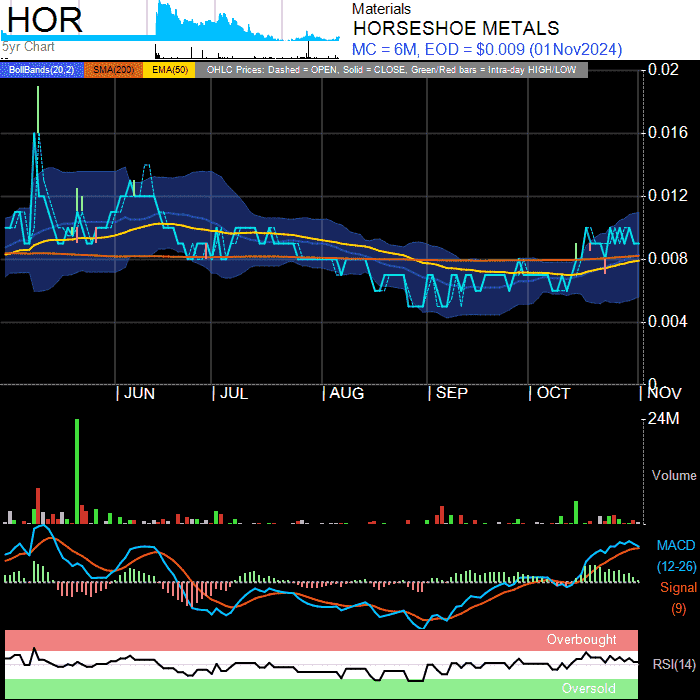 HOR
5yr Chart
Materials
HORSESHOE METALS
MC = 6M, EOD = $0.009 (01Nov2024)
BollBands(20,2) SMA(200) EMA(50) OHLC Prices: Dashed = OPEN, Solid = CLOSE, Green/Red bars = Intra-day HIGH/LOW
0.02
0.016
0.012
0.008
0.004
0
| JUN | JUL | AUG | SEP | OCT | NOV
24M
Volume
MACD
(12-26)
Signal
(9)
Overbought
RSI(14)
Oversold